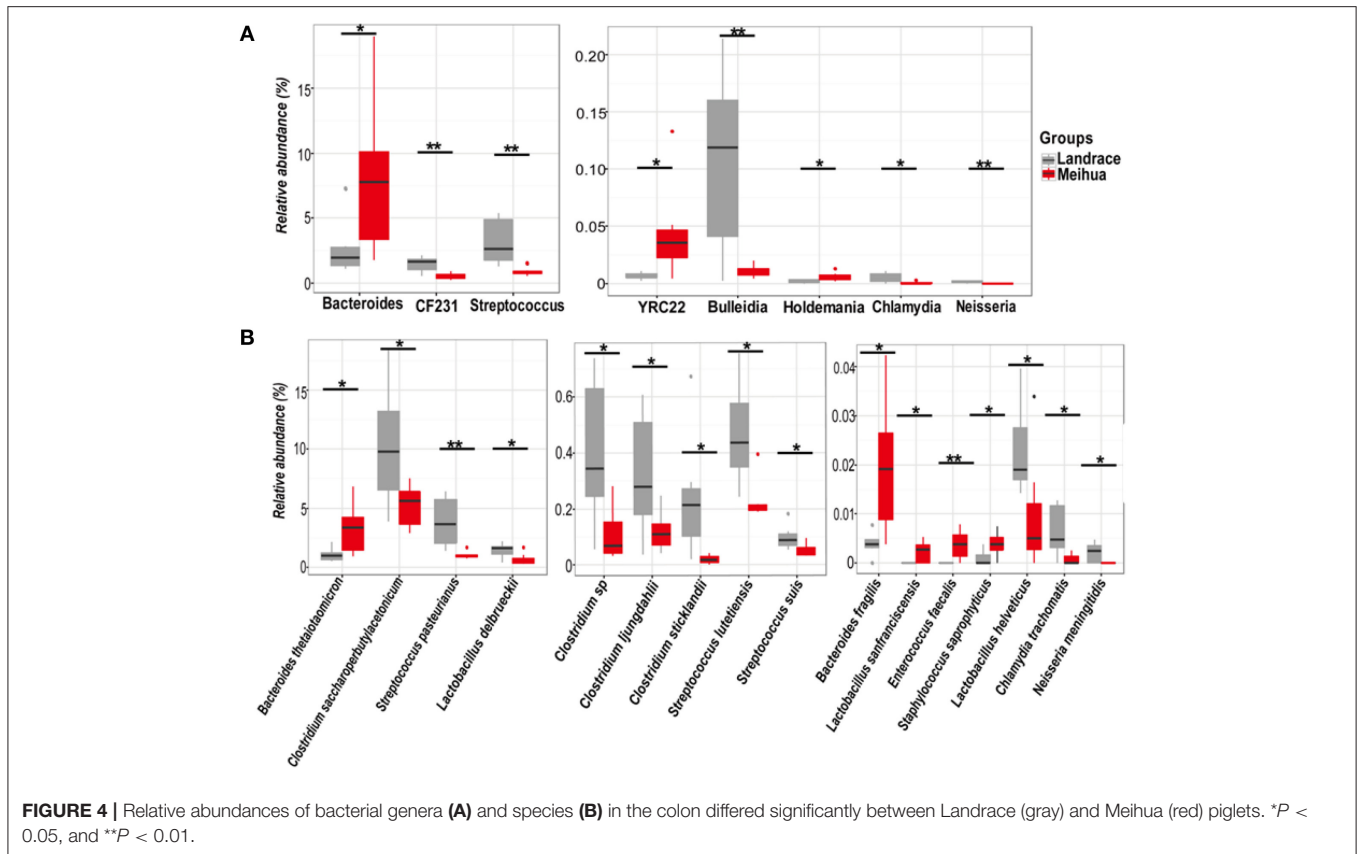 A
* ** **
Relative abundance (%)
15
10
5
0
Bacteroides CF231 Streptococcus
* ** * * **
0.20
0.15
0.10
0.05
0
YRC22 Bulleidia Holdemania Chlamydia Neisseria
Groups
Landrace
Meihua
B
* * ** *
Relative abundance (%)
15
10
5
0
Bacteroides thetaiotaomicron
Clostridium saccharoperbutylacetonicum
Streptococcus pasteurianus
Lactobacillus delbrueckii
* * * * *
0.6
0.4
0.2
0
Clostridium sp
Clostridium ljungdahlii
Clostridium sticklandii
Streptococcus lutetiensis
Streptococcus suis
* * ** * * * *
0.04
0.03
0.02
0.01
0
Bacteroides fragilis
Lactobacillus sanfranciscensis
Enterococcus faecalis
Staphylococcus saprophyticus
Lactobacillus helveticus
Chlamydia trachomatis
Neisseria meningitidis
FIGURE 4 | Relative abundances of bacterial genera (A) and species (B) in the colon differed significantly between Landrace (gray) and Meihua (red) piglets. *P <
0.05, and **P < 0.01.